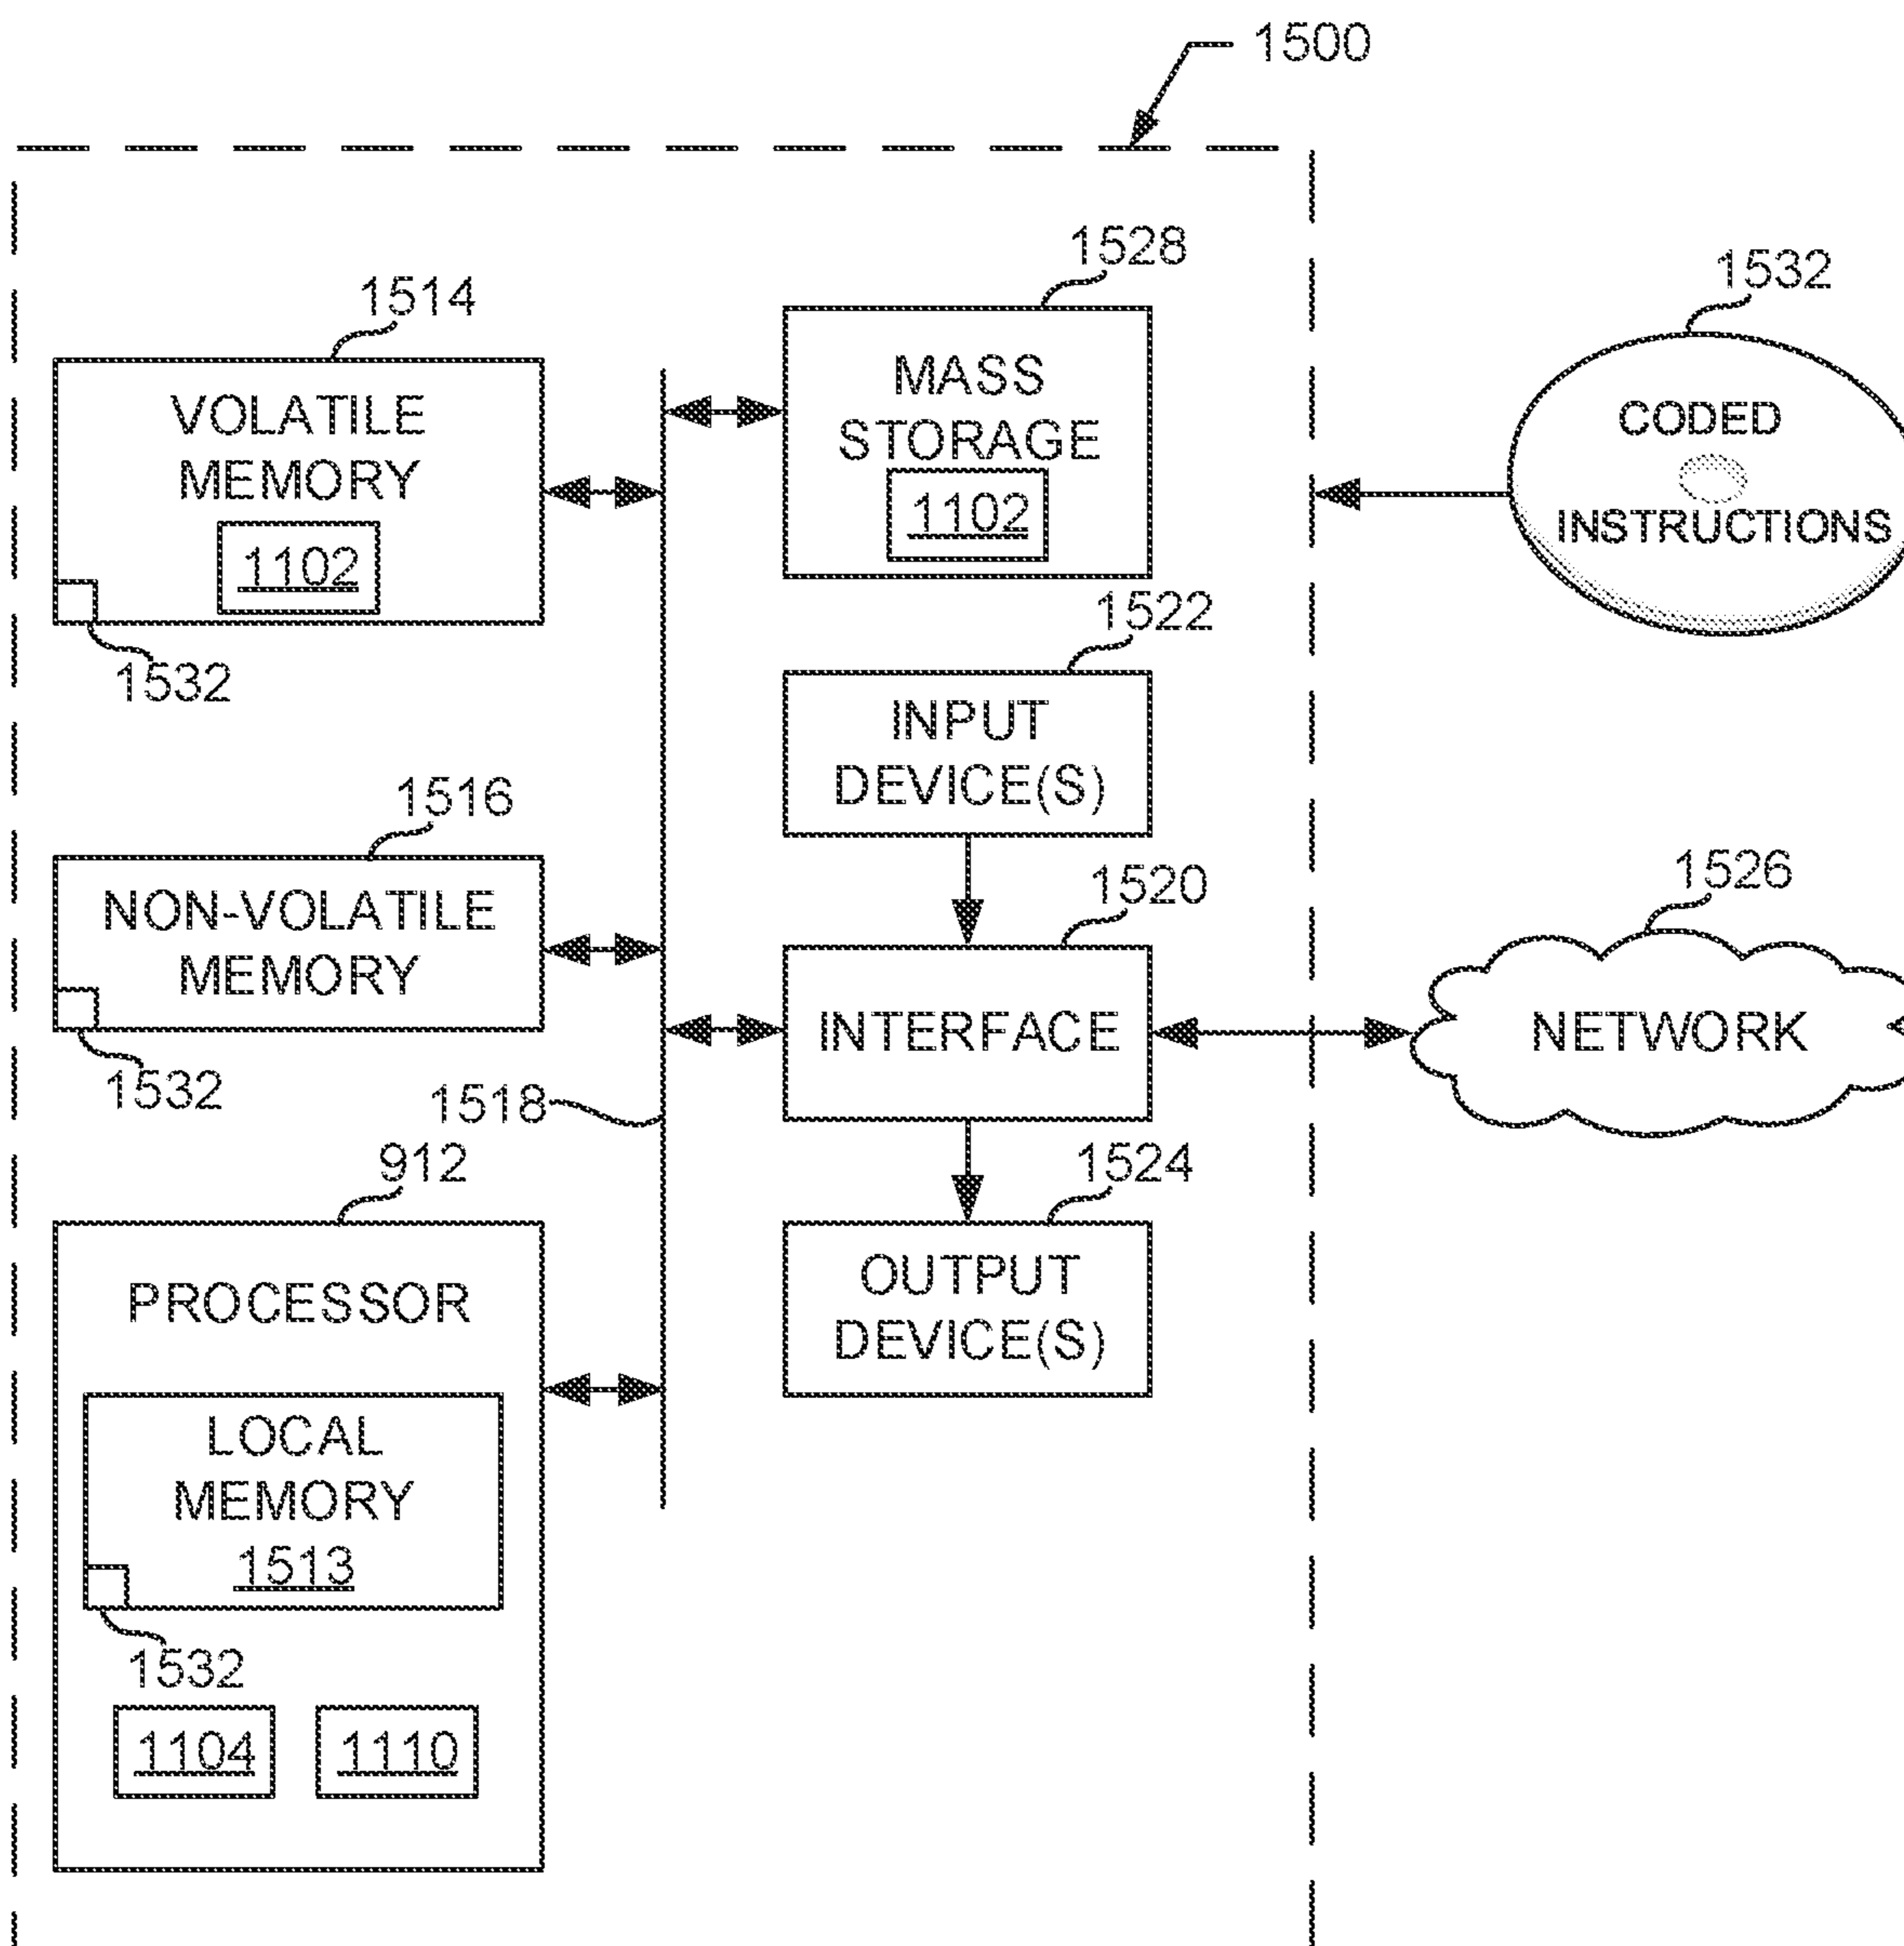 1500
1528
1514
1532
MASS
STORAGE
1102
VOLATILE
MEMORY
1102
1532
CODED
INSTRUCTIONS
1522
INPUT
DEVICE(S)
1516
NON-VOLATILE
MEMORY
1532
1520
INTERFACE
1526
NETWORK
1518
912
PROCESSOR
LOCAL
MEMORY
1513
1532
1104
1110
1524
OUTPUT
DEVICE(S)